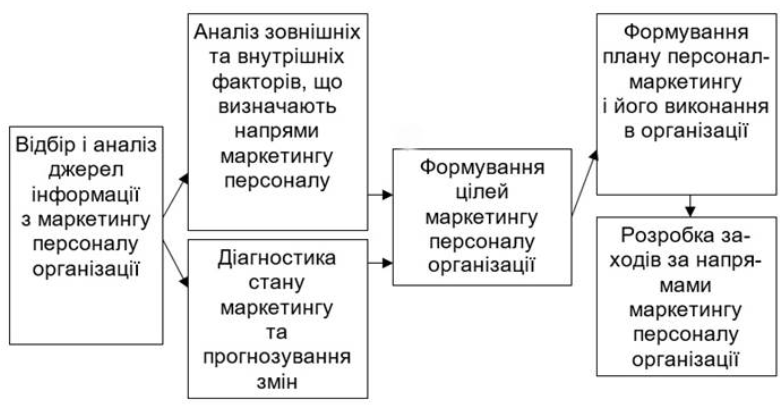 Відбір і аналіз
джерел
інформації
з маркетингу
персоналу
організації
Аналіз зовнішніх
та внутрішніх
факторів, що
визначають
напрями
маркетингу
персоналу
Діагностика
стану
маркетингу
та
прогнозування
змін
Формування
цілей
маркетингу
персоналу
організації
Формування
плану персонал-
маркетингу
і його виконання
в організації
Розробка за-
ходів за напря-
мами
маркетингу
персоналу
організації